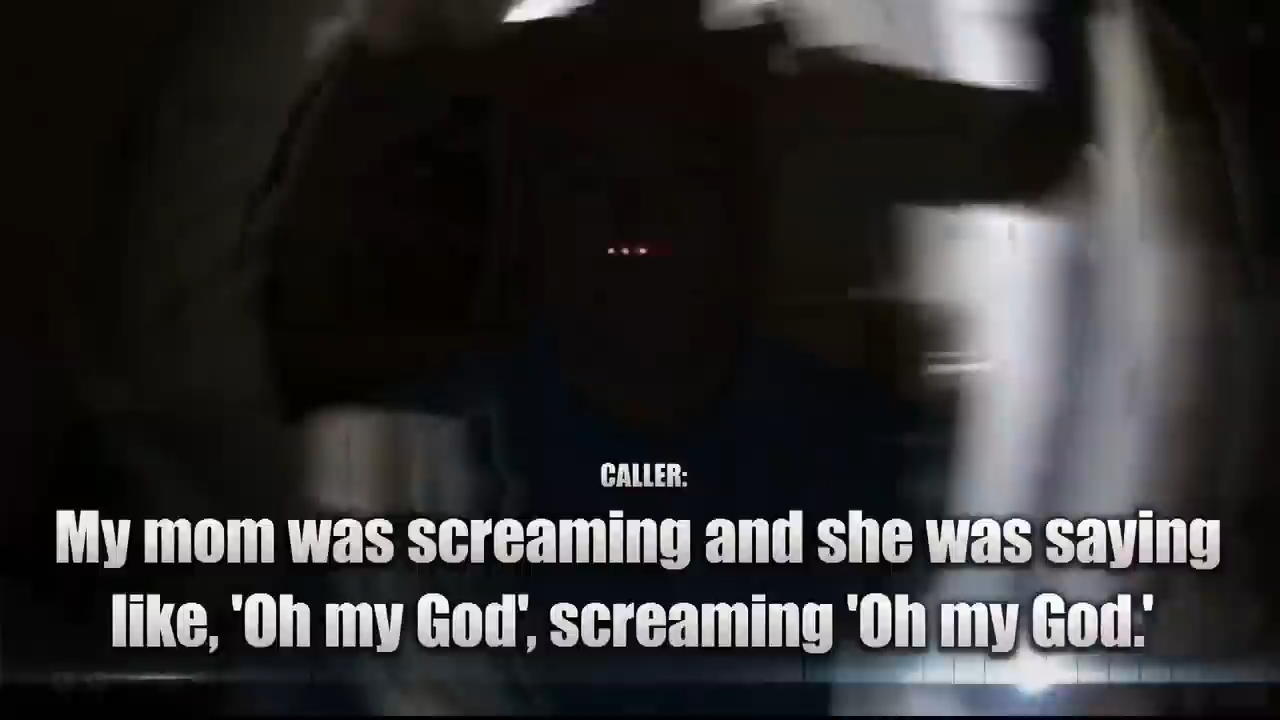 CALLER:
My mom was screaming and she was saying
like, 'Oh my God', screaming 'Oh my God.'